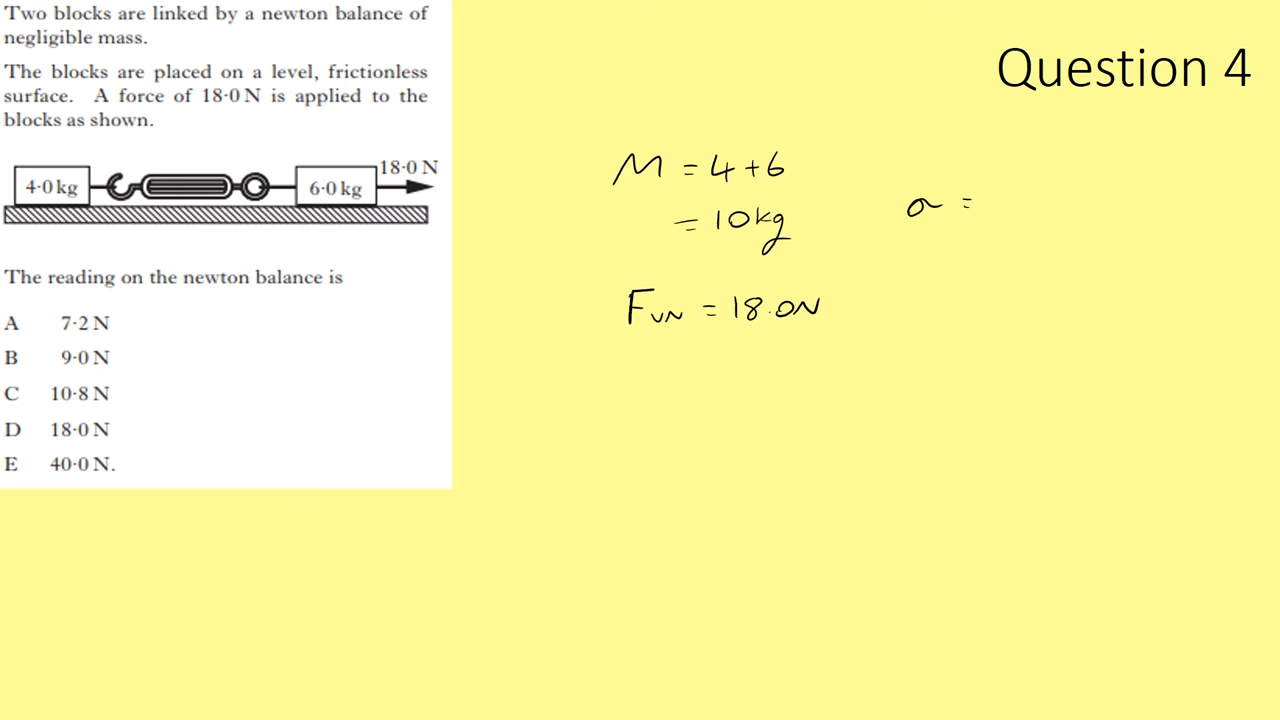 Two blocks are linked by a newton balance of
negligible mass.
The blocks are placed on a level, frictionless
surface. A force of 18·0 N is applied to the
blocks as shown.
4·0 kg
6·0 kg
18·0 N
The reading on the newton balance is
A 7·2 N
B 9·0 N
C 10·8 N
D 18·0 N
E 40·0 N.
Question 4
M = 4+6
= 10kg
a =
FUN = 18.0N